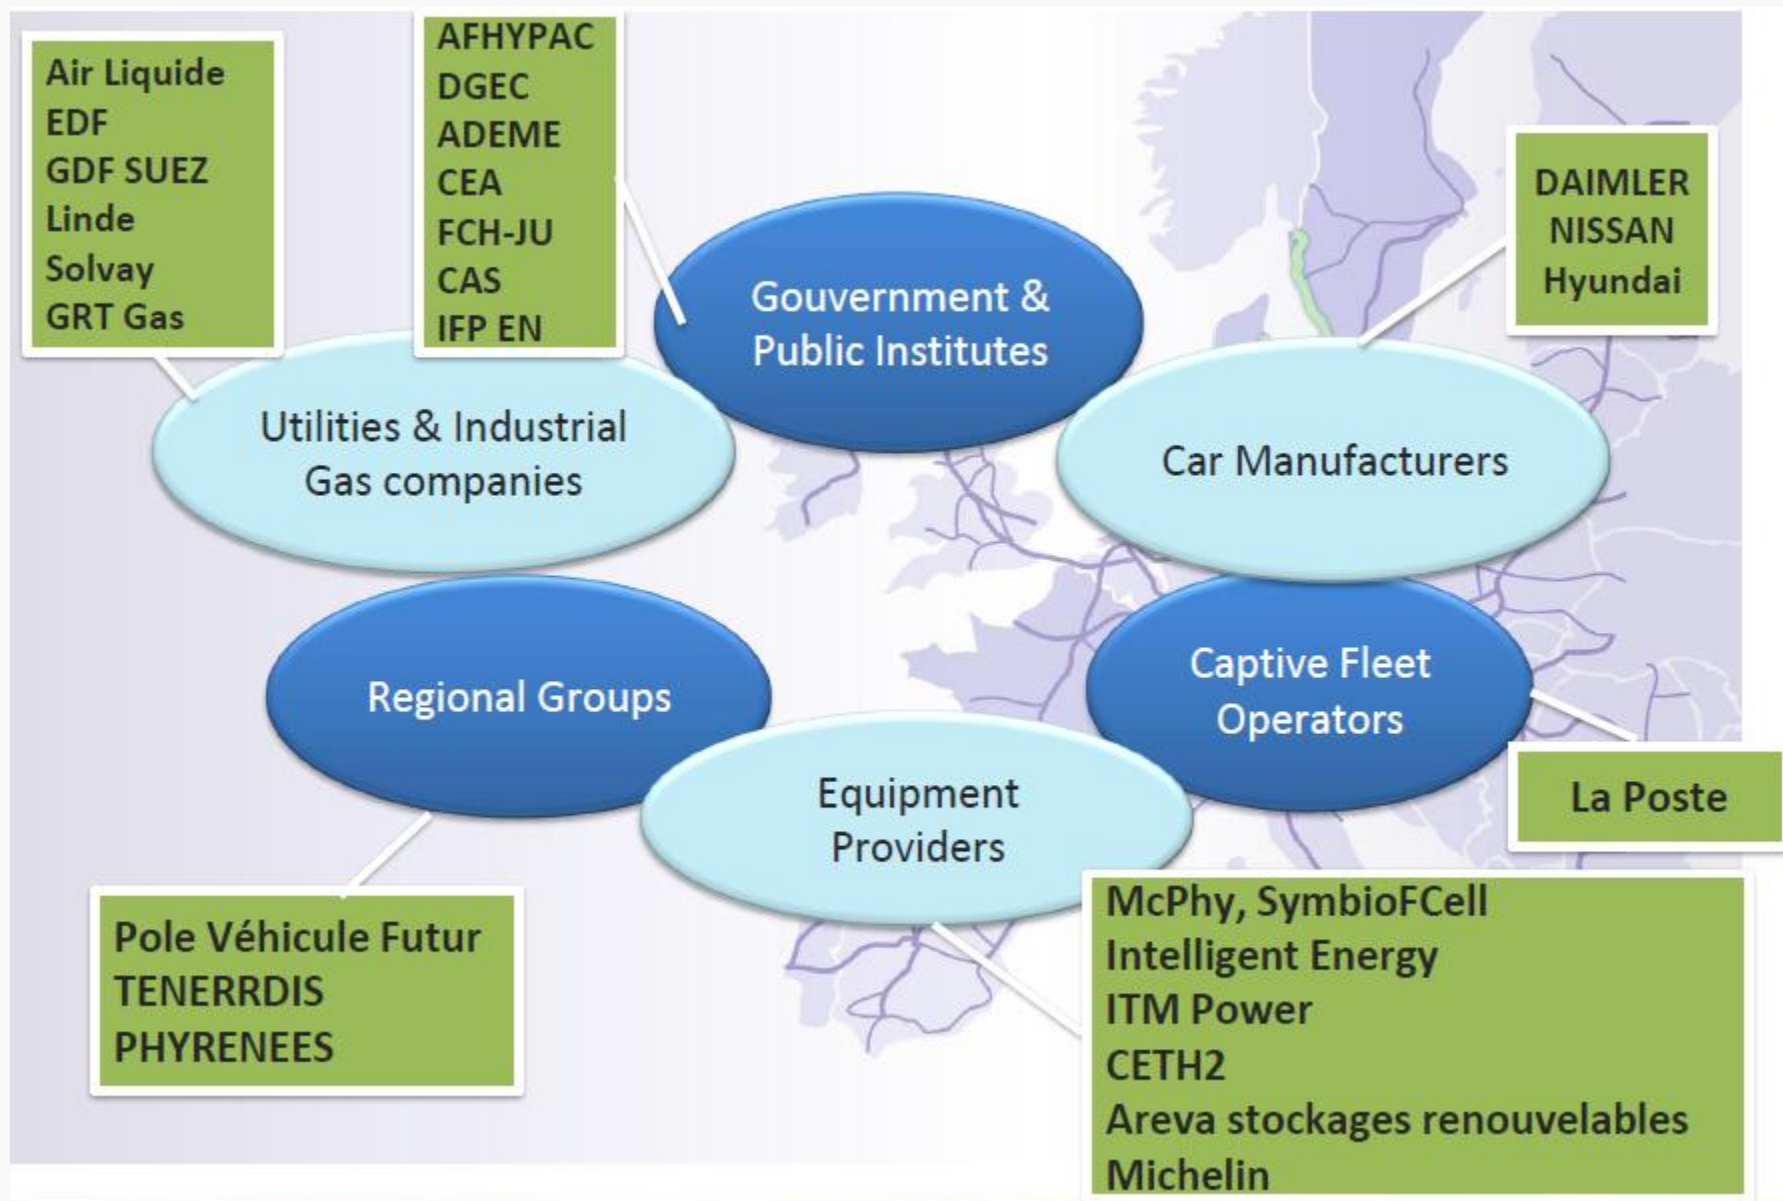 Air Liquide
EDF
GDF SUEZ
Linde
Solvay
GRT Gas
AFHYPAC
DGEC
ADEME
CEA
FCH-JU
CAS
IFP EN
Gouvernment &
Public Institutes
DAIMLER
NISSAN
Hyundai
Utilities & Industrial
Gas companies
Car Manufacturers
Regional Groups
Captive Fleet
Operators
Equipment
Providers
La Poste
Pole Véhicule Futur
TENERRDIS
PHYRENEES
McPhy, SymbioFCell
Intelligent Energy
ITM Power
CETH2
Areva stockages renouvelables
Michelin